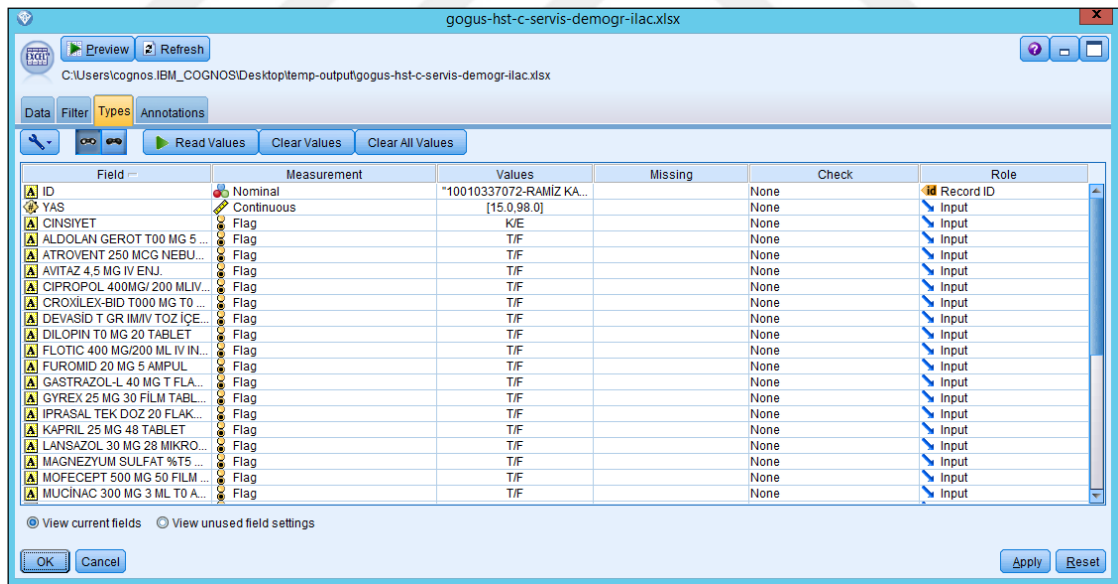 gogus-hst-c-servis-demogr-ilac.xlsx
Preview Refresh
C:\Users\cognos.IBM_COGNOS\Desktop\temp-output\gogus-hst-c-servis-demogr-ilac.xlsx
Data Filter Types Annotations
Read Values Clear Values Clear All Values
Field Measurement Values Missing Check Role
A ID Nominal "10010337072-RAMİZ KA... None id Record ID
# YAS Continuous [15.0,98.0] None Input
A CINSIYET Flag K/E None Input
A ALDOLAN GEROT T00 MG 5 ... Flag T/F None Input
A ATROVENT 250 MCG NEBU... Flag T/F None Input
A AVITAZ 4,5 MG IV ENJ. Flag T/F None Input
A CIPROPOL 400MG/ 200 MLIV... Flag T/F None Input
A CROXİLEX-BID T000 MG T0 ... Flag T/F None Input
A DEVASİD T GR IM/IV TOZ İÇE... Flag T/F None Input
A DILOPIN T0 MG 20 TABLET Flag T/F None Input
A FLOTIC 400 MG/200 ML IV IN... Flag T/F None Input
A FUROMID 20 MG 5 AMPUL Flag T/F None Input
A GASTRAZOL-L 40 MG T FLA... Flag T/F None Input
A GYREX 25 MG 30 FİLM TABL... Flag T/F None Input
A IPRASAL TEK DOZ 20 FLAK... Flag T/F None Input
A KAPRIL 25 MG 48 TABLET Flag T/F None Input
A LANSAZOL 30 MG 28 MIKRO... Flag T/F None Input
A MAGNEZYUM SULFAT %T5 ... Flag T/F None Input
A MOFECEPT 500 MG 50 FILM ... Flag T/F None Input
A MUCİNAC 300 MG 3 ML T0 A... Flag T/F None Input
View current fields View unused field settings
OK Cancel Apply Reset